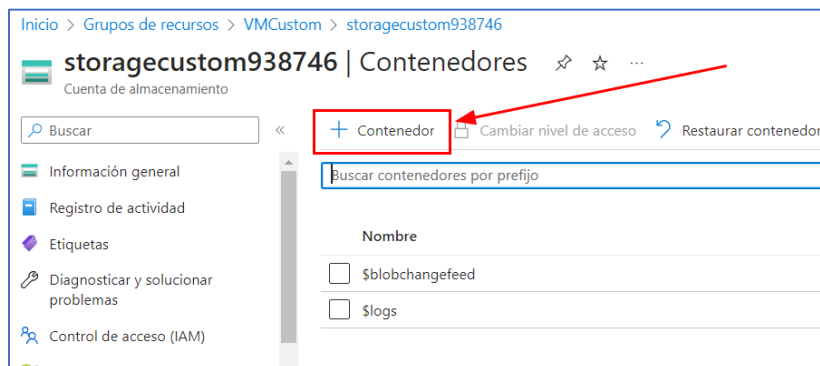 Inicio > Grupos de recursos > VMCustom > storagecustom938746
storagecustom938746 | Contenedores
Cuenta de almacenamiento
Buscar
Contenedor
Cambiar nivel de acceso
Restaurar contenedor
Información general
Buscar contenedores por prefijo
Registro de actividad
Etiquetas
Nombre
Diagnosticar y solucionar
problemas
$blobchangefeed
$logs
Control de acceso (IAM)